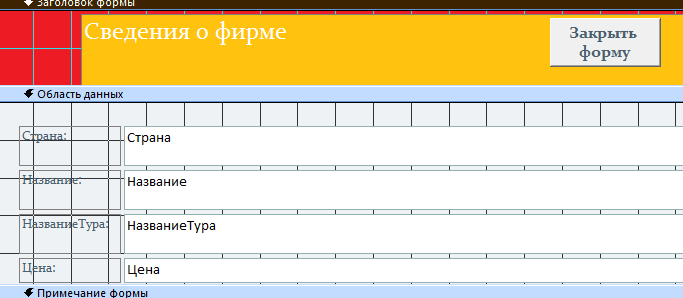 Заголовок формы
Сведения о фирме
Закрыть
форму
Область данных
Страна: Страна
Название: Название
НазваниеТура: НазваниеТура
Цена: Цена
Примечание формы